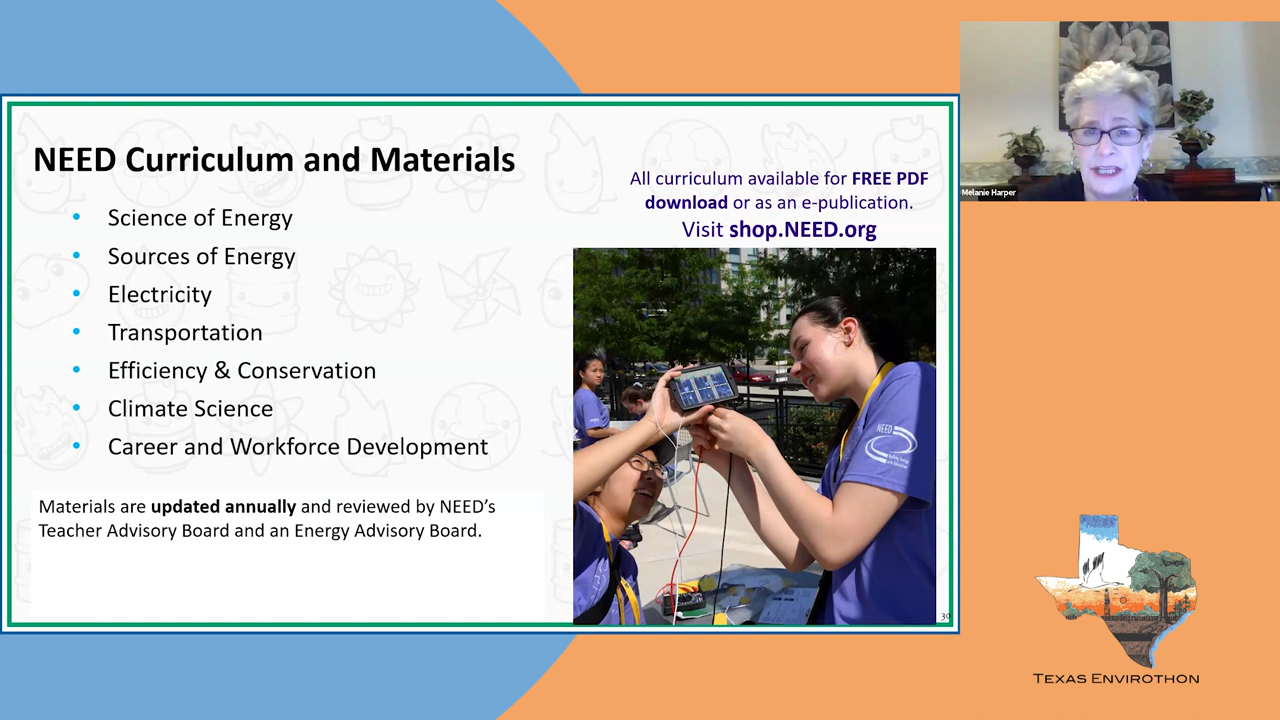 NEED Curriculum and Materials
• Science of Energy
• Sources of Energy
• Electricity
• Transportation
• Efficiency & Conservation
• Climate Science
• Career and Workforce Development
Materials are updated annually and reviewed by NEED's
Teacher Advisory Board and an Energy Advisory Board.
All curriculum available for FREE PDF
download or as an e-publication.
Visit shop.NEED.org
NEED
30
Melanie Harper
TEXAS ENVIROTHON